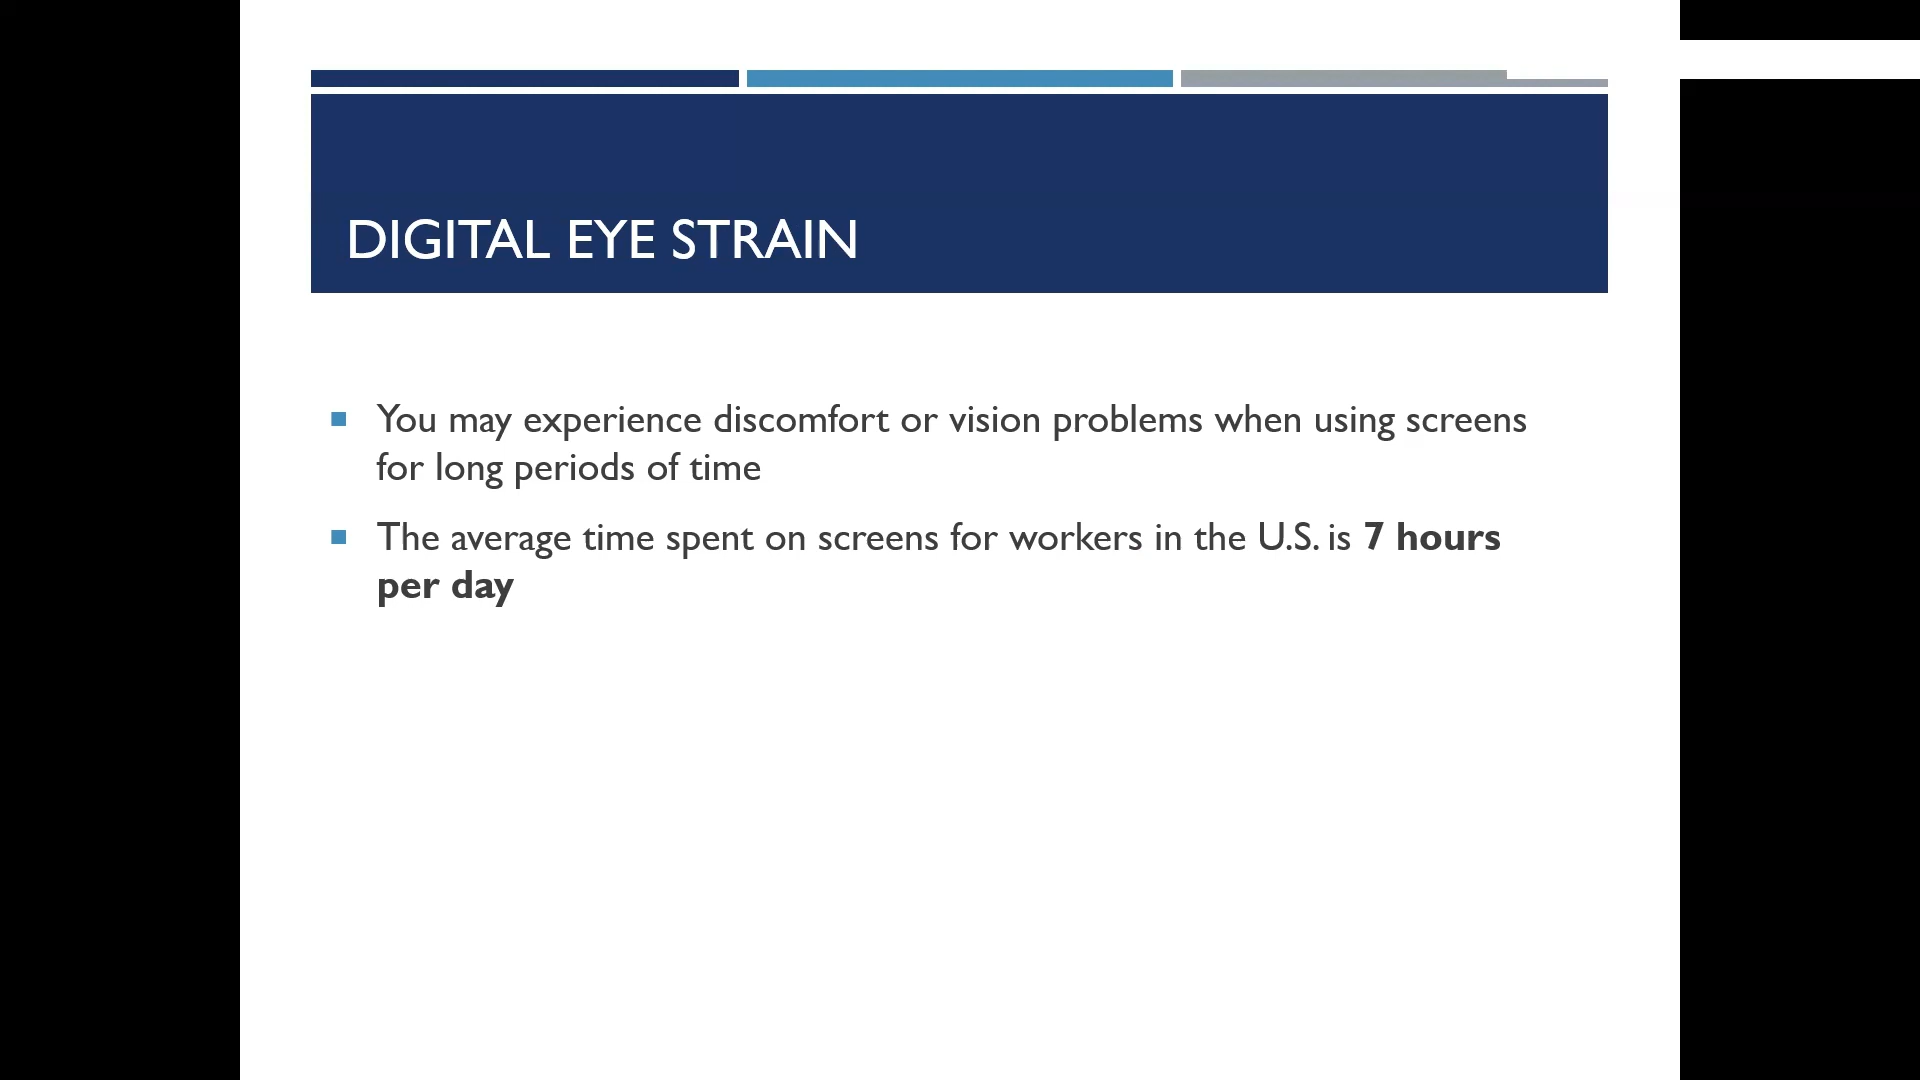 DIGITAL EYE STRAIN
You may experience discomfort or vision problems when using screens
for long periods of time
The average time spent on screens for workers in the U.S. is 7 hours
per day